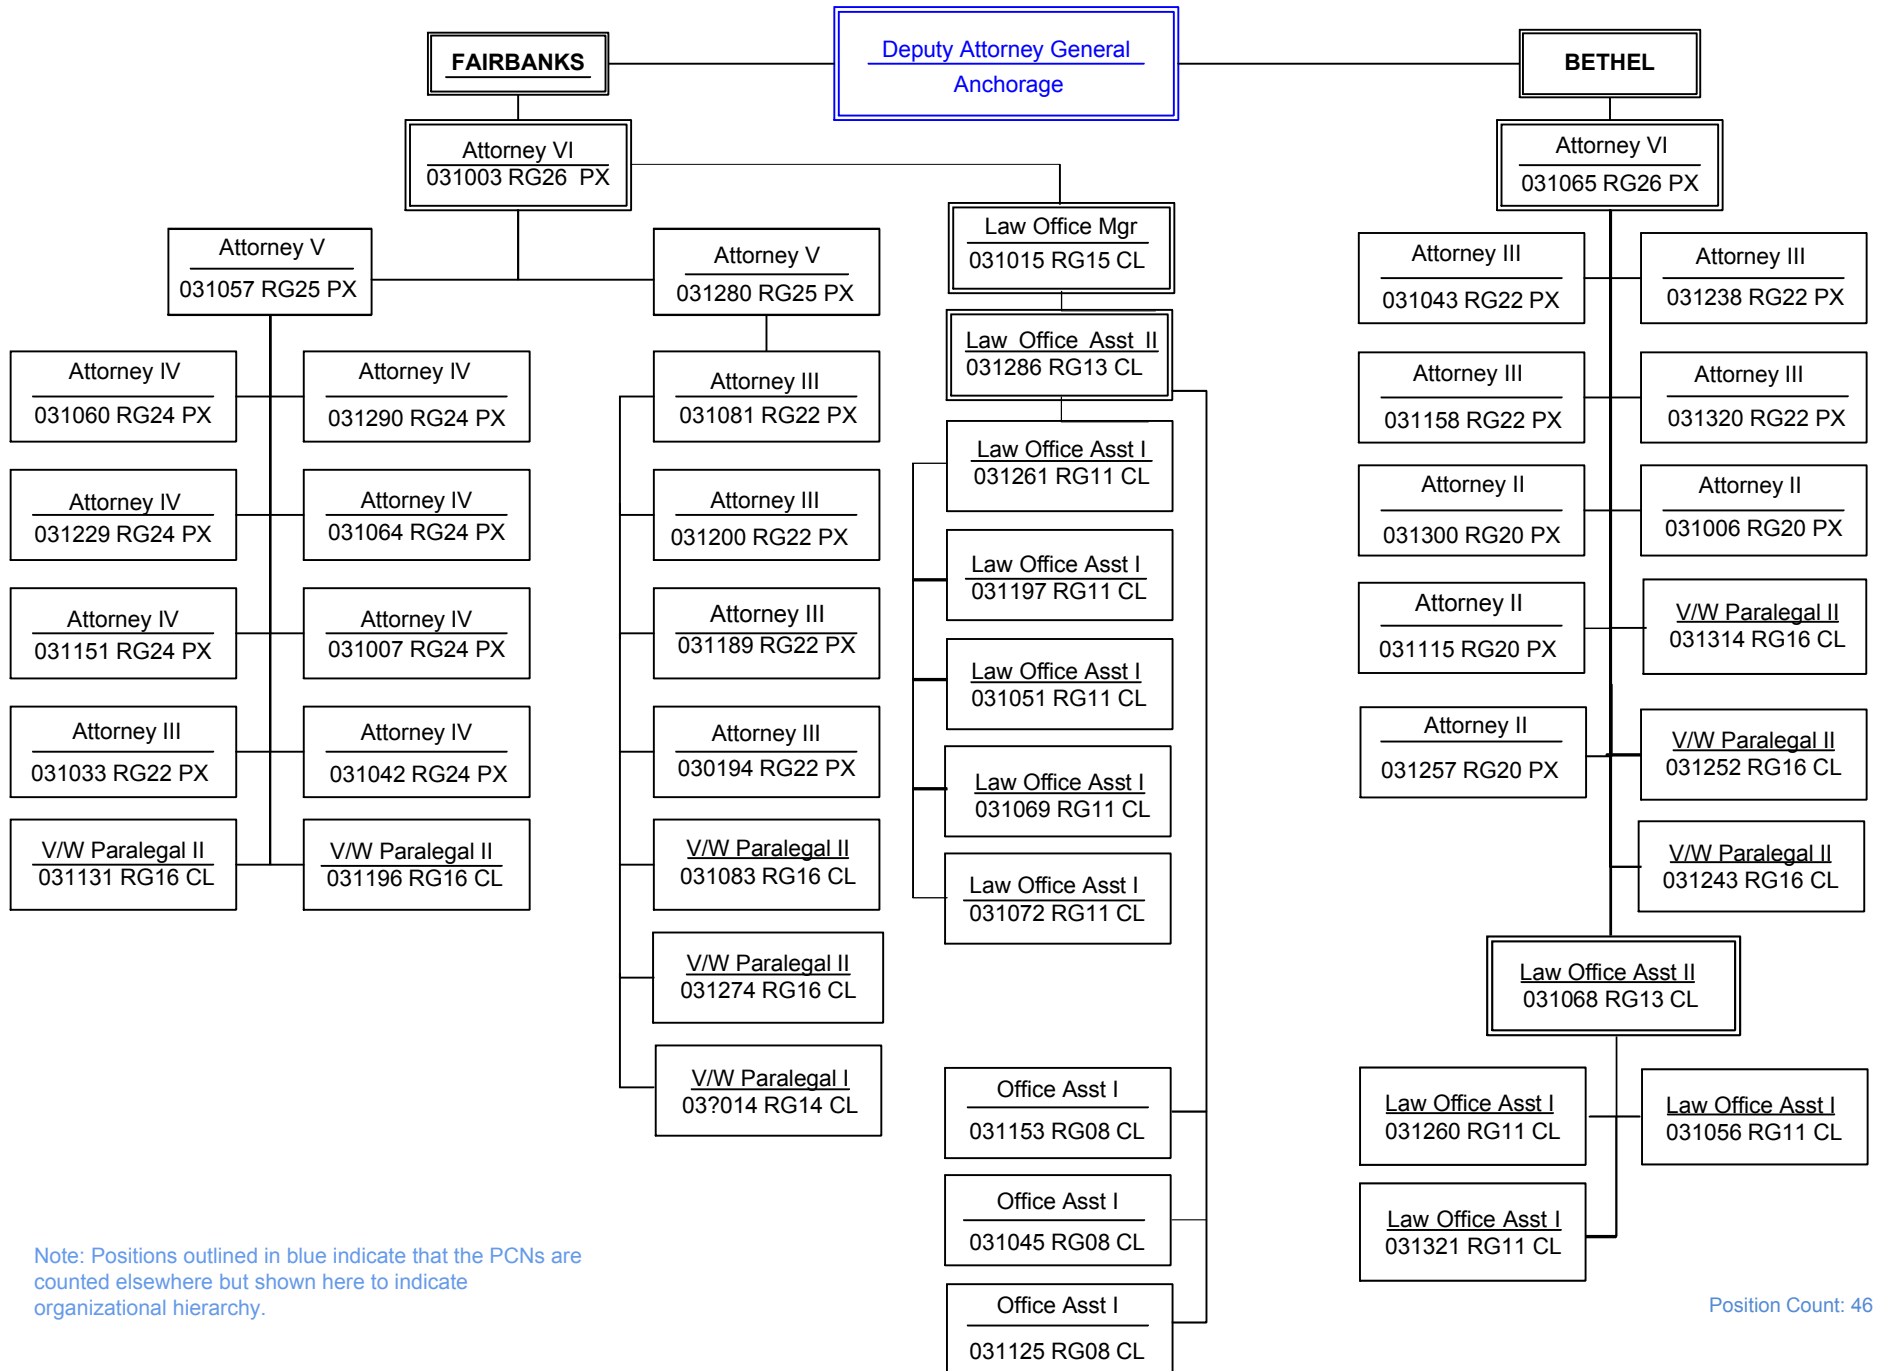 FAIRBANKS
Deputy Attorney General
Anchorage
BETHEL
Attorney VI
031003 RG26 PX
Attorney V
031057 RG25 PX
Attorney V
031280 RG25 PX
Attorney IV
031060 RG24 PX
Attorney IV
031290 RG24 PX
Attorney IV
031229 RG24 PX
Attorney IV
031064 RG24 PX
Attorney IV
031151 RG24 PX
Attorney IV
031007 RG24 PX
Attorney III
031033 RG22 PX
Attorney IV
031042 RG24 PX
V/W Paralegal II
031131 RG16 CL
V/W Paralegal II
031196 RG16 CL
Attorney III
031081 RG22 PX
Attorney III
031200 RG22 PX
Attorney III
031189 RG22 PX
Attorney III
030194 RG22 PX
V/W Paralegal II
031083 RG16 CL
V/W Paralegal II
031274 RG16 CL
V/W Paralegal I
03?014 RG14 CL
Law Office Mgr
031015 RG15 CL
Law Office Asst II
031286 RG13 CL
Law Office Asst I
031261 RG11 CL
Law Office Asst I
031197 RG11 CL
Law Office Asst I
031051 RG11 CL
Law Office Asst I
031069 RG11 CL
Law Office Asst I
031072 RG11 CL
Office Asst I
031153 RG08 CL
Office Asst I
031045 RG08 CL
Office Asst I
031125 RG08 CL
Attorney VI
031065 RG26 PX
Attorney III
031043 RG22 PX
Attorney III
031238 RG22 PX
Attorney III
031158 RG22 PX
Attorney III
031320 RG22 PX
Attorney II
031300 RG20 PX
Attorney II
031006 RG20 PX
Attorney II
031115 RG20 PX
V/W Paralegal II
031314 RG16 CL
Attorney II
031257 RG20 PX
V/W Paralegal II
031252 RG16 CL
V/W Paralegal II
031243 RG16 CL
Law Office Asst II
031068 RG13 CL
Law Office Asst I
031260 RG11 CL
Law Office Asst I
031056 RG11 CL
Law Office Asst I
031321 RG11 CL
Note: Positions outlined in blue indicate that the PCNs are
counted elsewhere but shown here to indicate
organizational hierarchy.
Position Count: 46